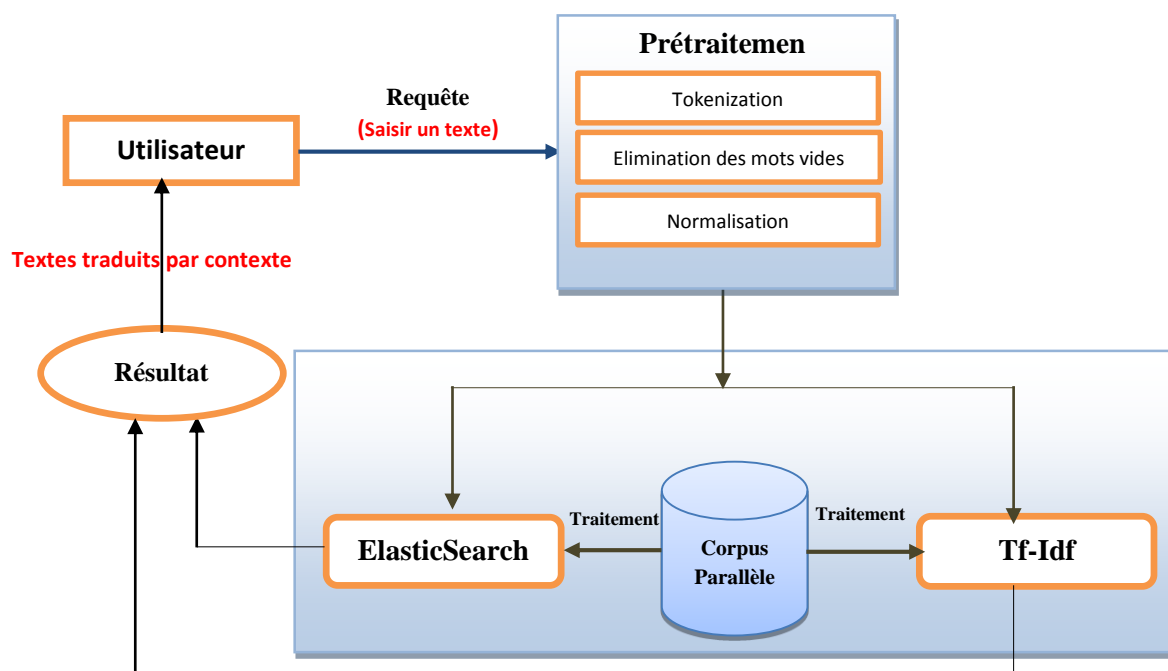 Prétraitemen
Tokenization
Elimination des mots vides
Normalisation
Requête
(Saisir un texte)
Utilisateur
Textes traduits par contexte
Résultat
Traitement
Traitement
ElasticSearch
Corpus
Parallèle
Tf-Idf